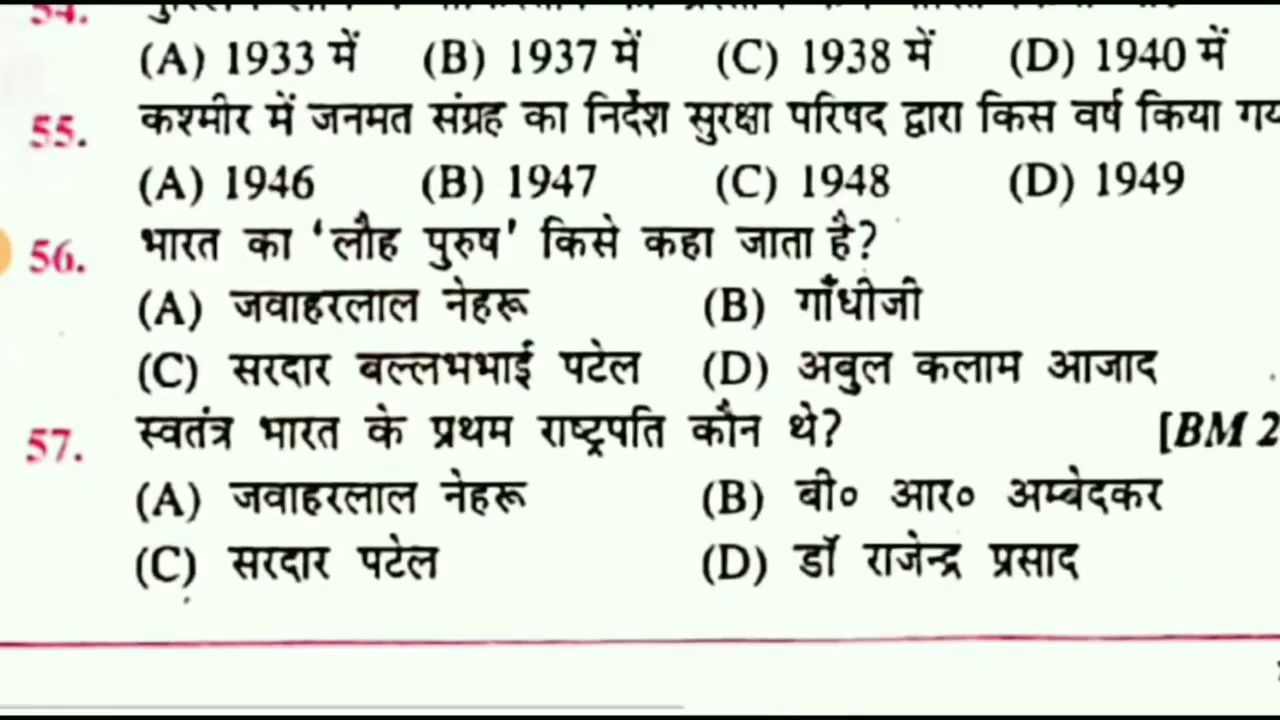 54.
(A) 1933 में (B) 1937 में (C) 1938 में (D) 1940 में
55. कश्मीर में जनमत संग्रह का निर्देश सुरक्षा परिषद द्वारा किस वर्ष किया
(A) 1946 (B) 1947 (C) 1948 (D) 1949
56. भारत का ‘लौह पुरुष’ किसे कहा जाता है?
(A) जवाहरलाल नेहरू (B) गाँधीजी
(C) सरदार बल्लभभाई पटेल (D) अबुल कलाम आजाद
57. स्वतंत्र भारत के प्रथम राष्ट्रपति कौन थे? [BM 2
(A) जवाहरलाल नेहरू (B) बी० आर० अम्बेदकर
(C) सरदार पटेल (D) डॉ राजेन्द्र प्रसाद